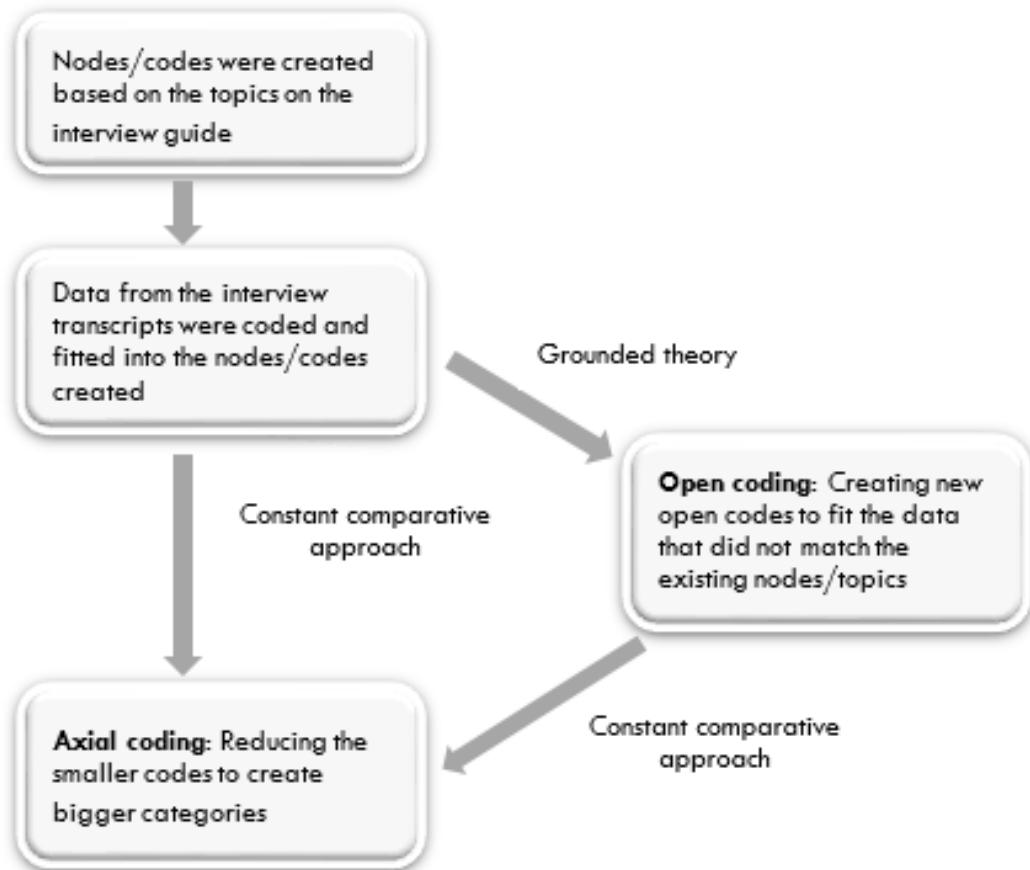 Nodes/codes were created
based on the topics on the
interview guide
Data from the interview
transcripts were coded and
fitted into the nodes/codes
created
Grounded theory
Open coding: Creating new
open codes to fit the data
that did not match the
existing nodes/topics
Constant comparative
approach
Constant comparative
approach
Axial coding: Reducing the
smaller codes to create
bigger categories